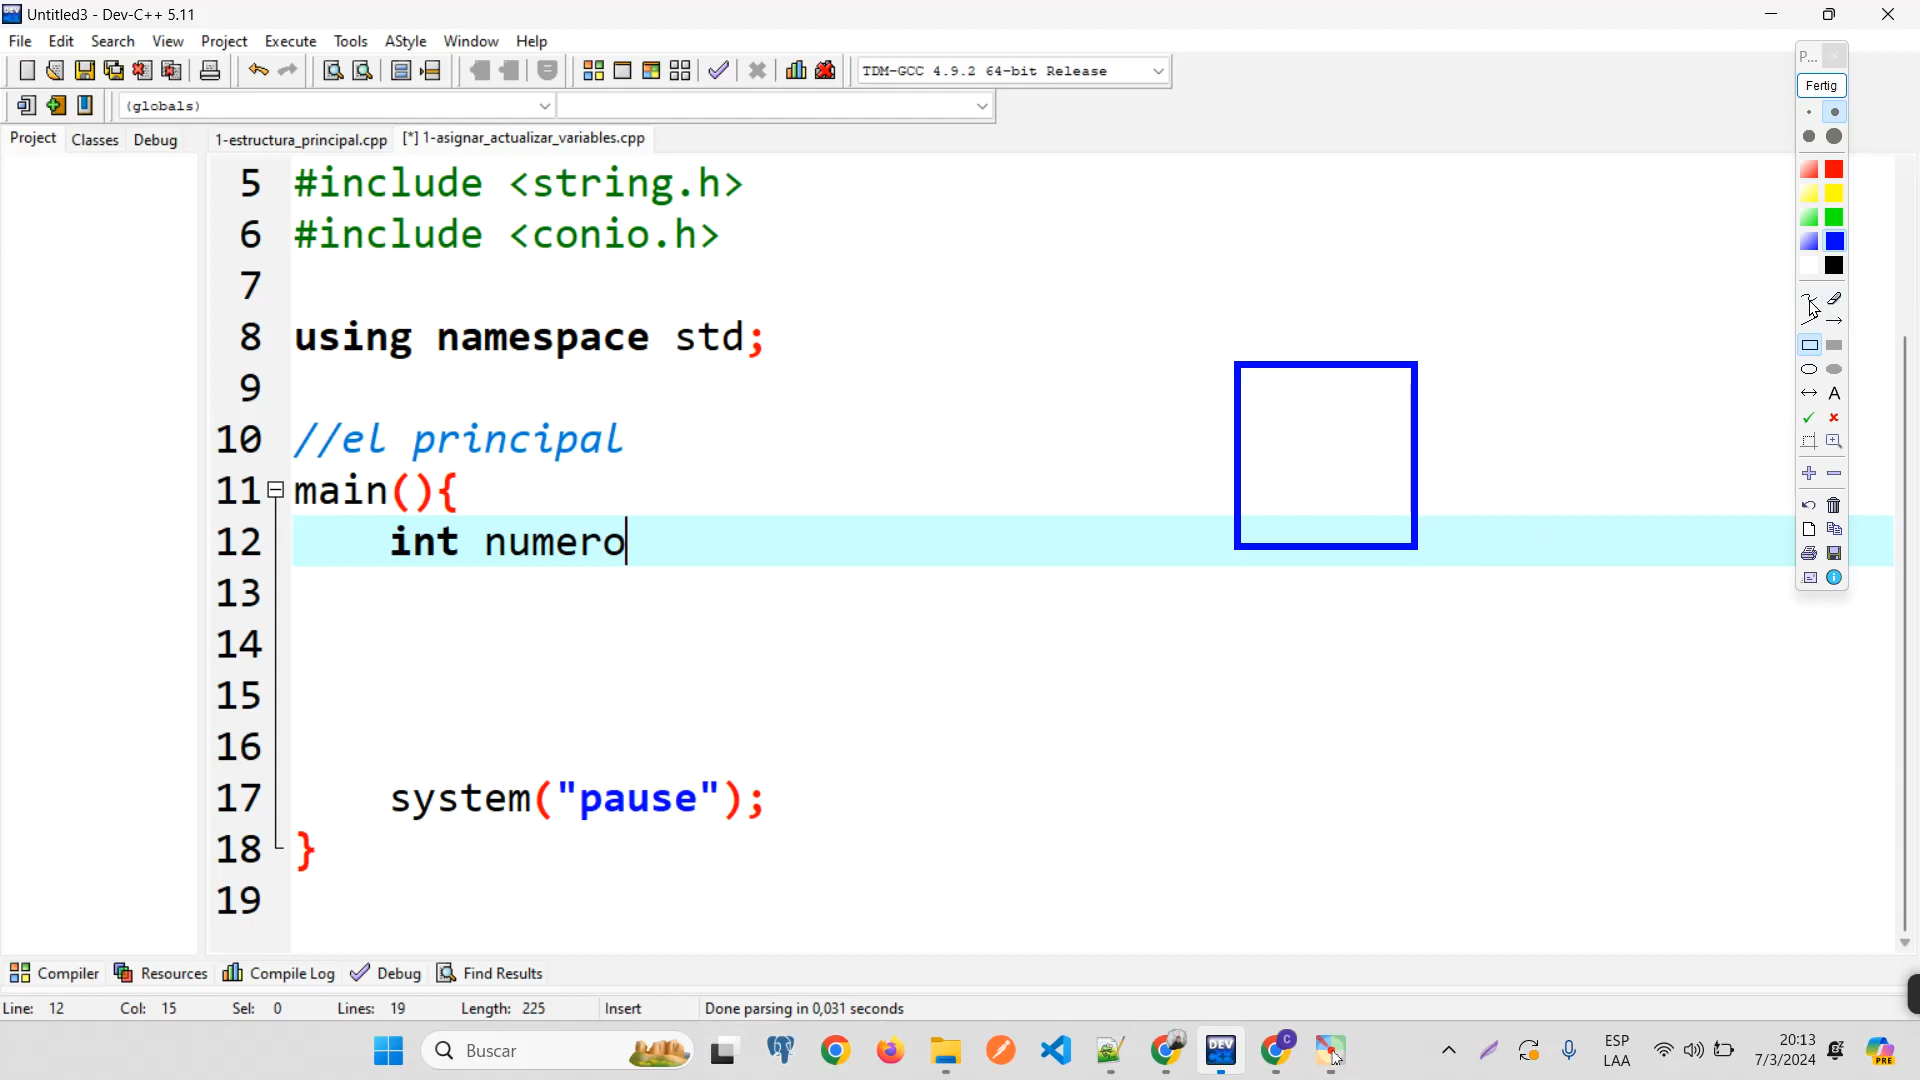 Untitled3 - Dev-C++ 5.11
File Edit Search View Project Execute Tools AStyle Window Help
TDM-GCC 4.9.2 64-bit Release
(globals)
Project Classes Debug
1-estructura_principal.cpp [*] 1-asignar_actualizar_variables.cpp
P...
Fertig
A
5 #include <string.h>
6 #include <conio.h>
7
8 using namespace std;
9
10 //el principal
11 main(){
12 int numero
13
14
15
16
17 system("pause");
18 }
19
Compiler Resources Compile Log Debug Find Results
Line: 12 Col: 15 Sel: 0 Lines: 19 Length: 225 Insert Done parsing in 0,031 seconds
Buscar
DEV
C
ESP
LAA
20:13
7/3/2024
PRE